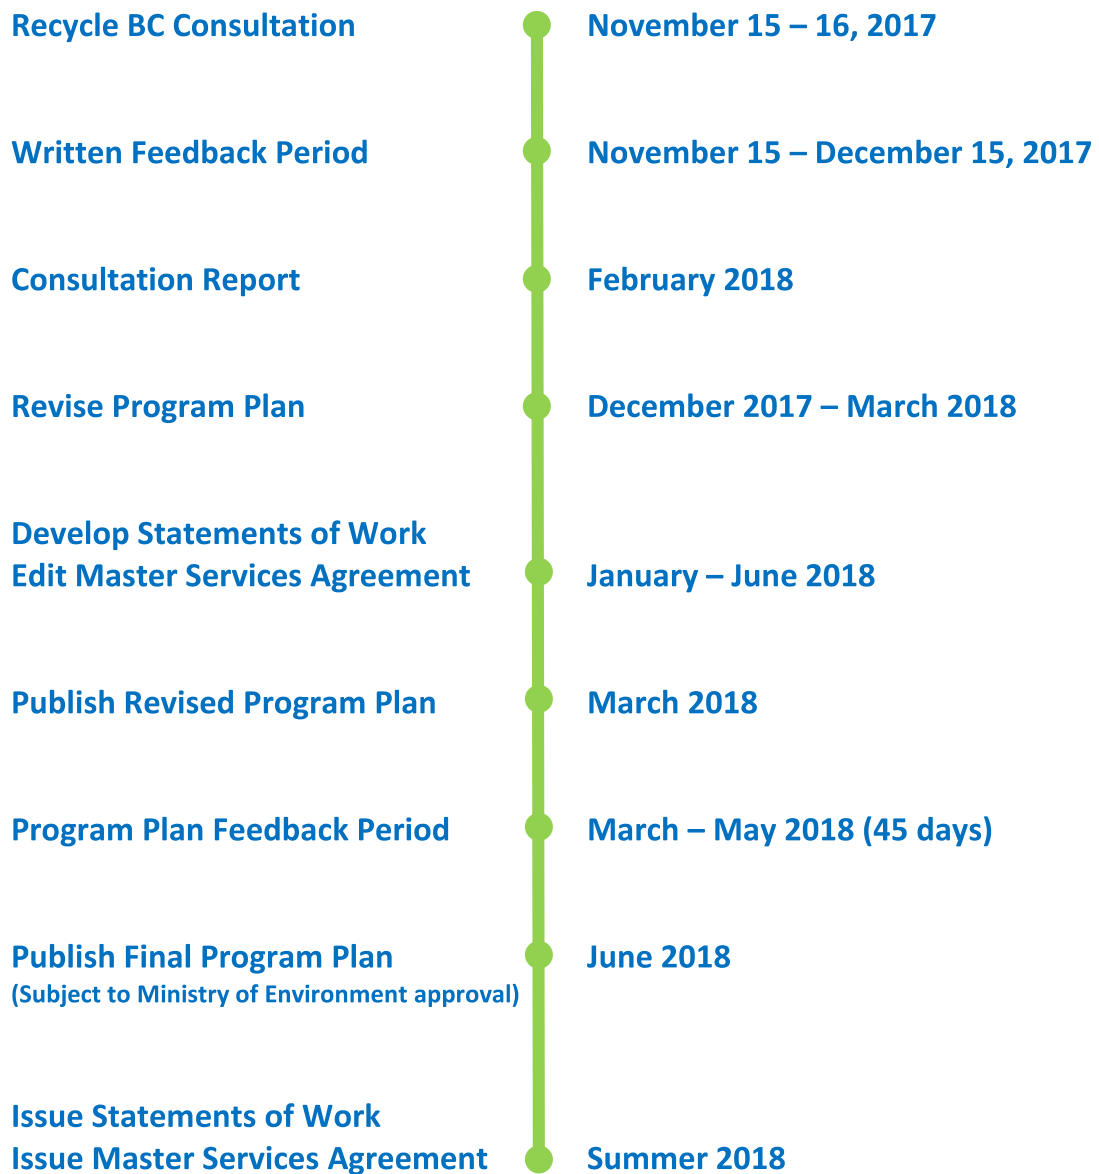 Recycle BC Consultation November 15 – 16, 2017
Written Feedback Period November 15 – December 15, 2017
Consultation Report February 2018
Revise Program Plan December 2017 – March 2018
Develop Statements of Work
Edit Master Services Agreement January – June 2018
Publish Revised Program Plan March 2018
Program Plan Feedback Period March – May 2018 (45 days)
Publish Final Program Plan June 2018
(Subject to Ministry of Environment approval)
Issue Statements of Work
Issue Master Services Agreement Summer 2018